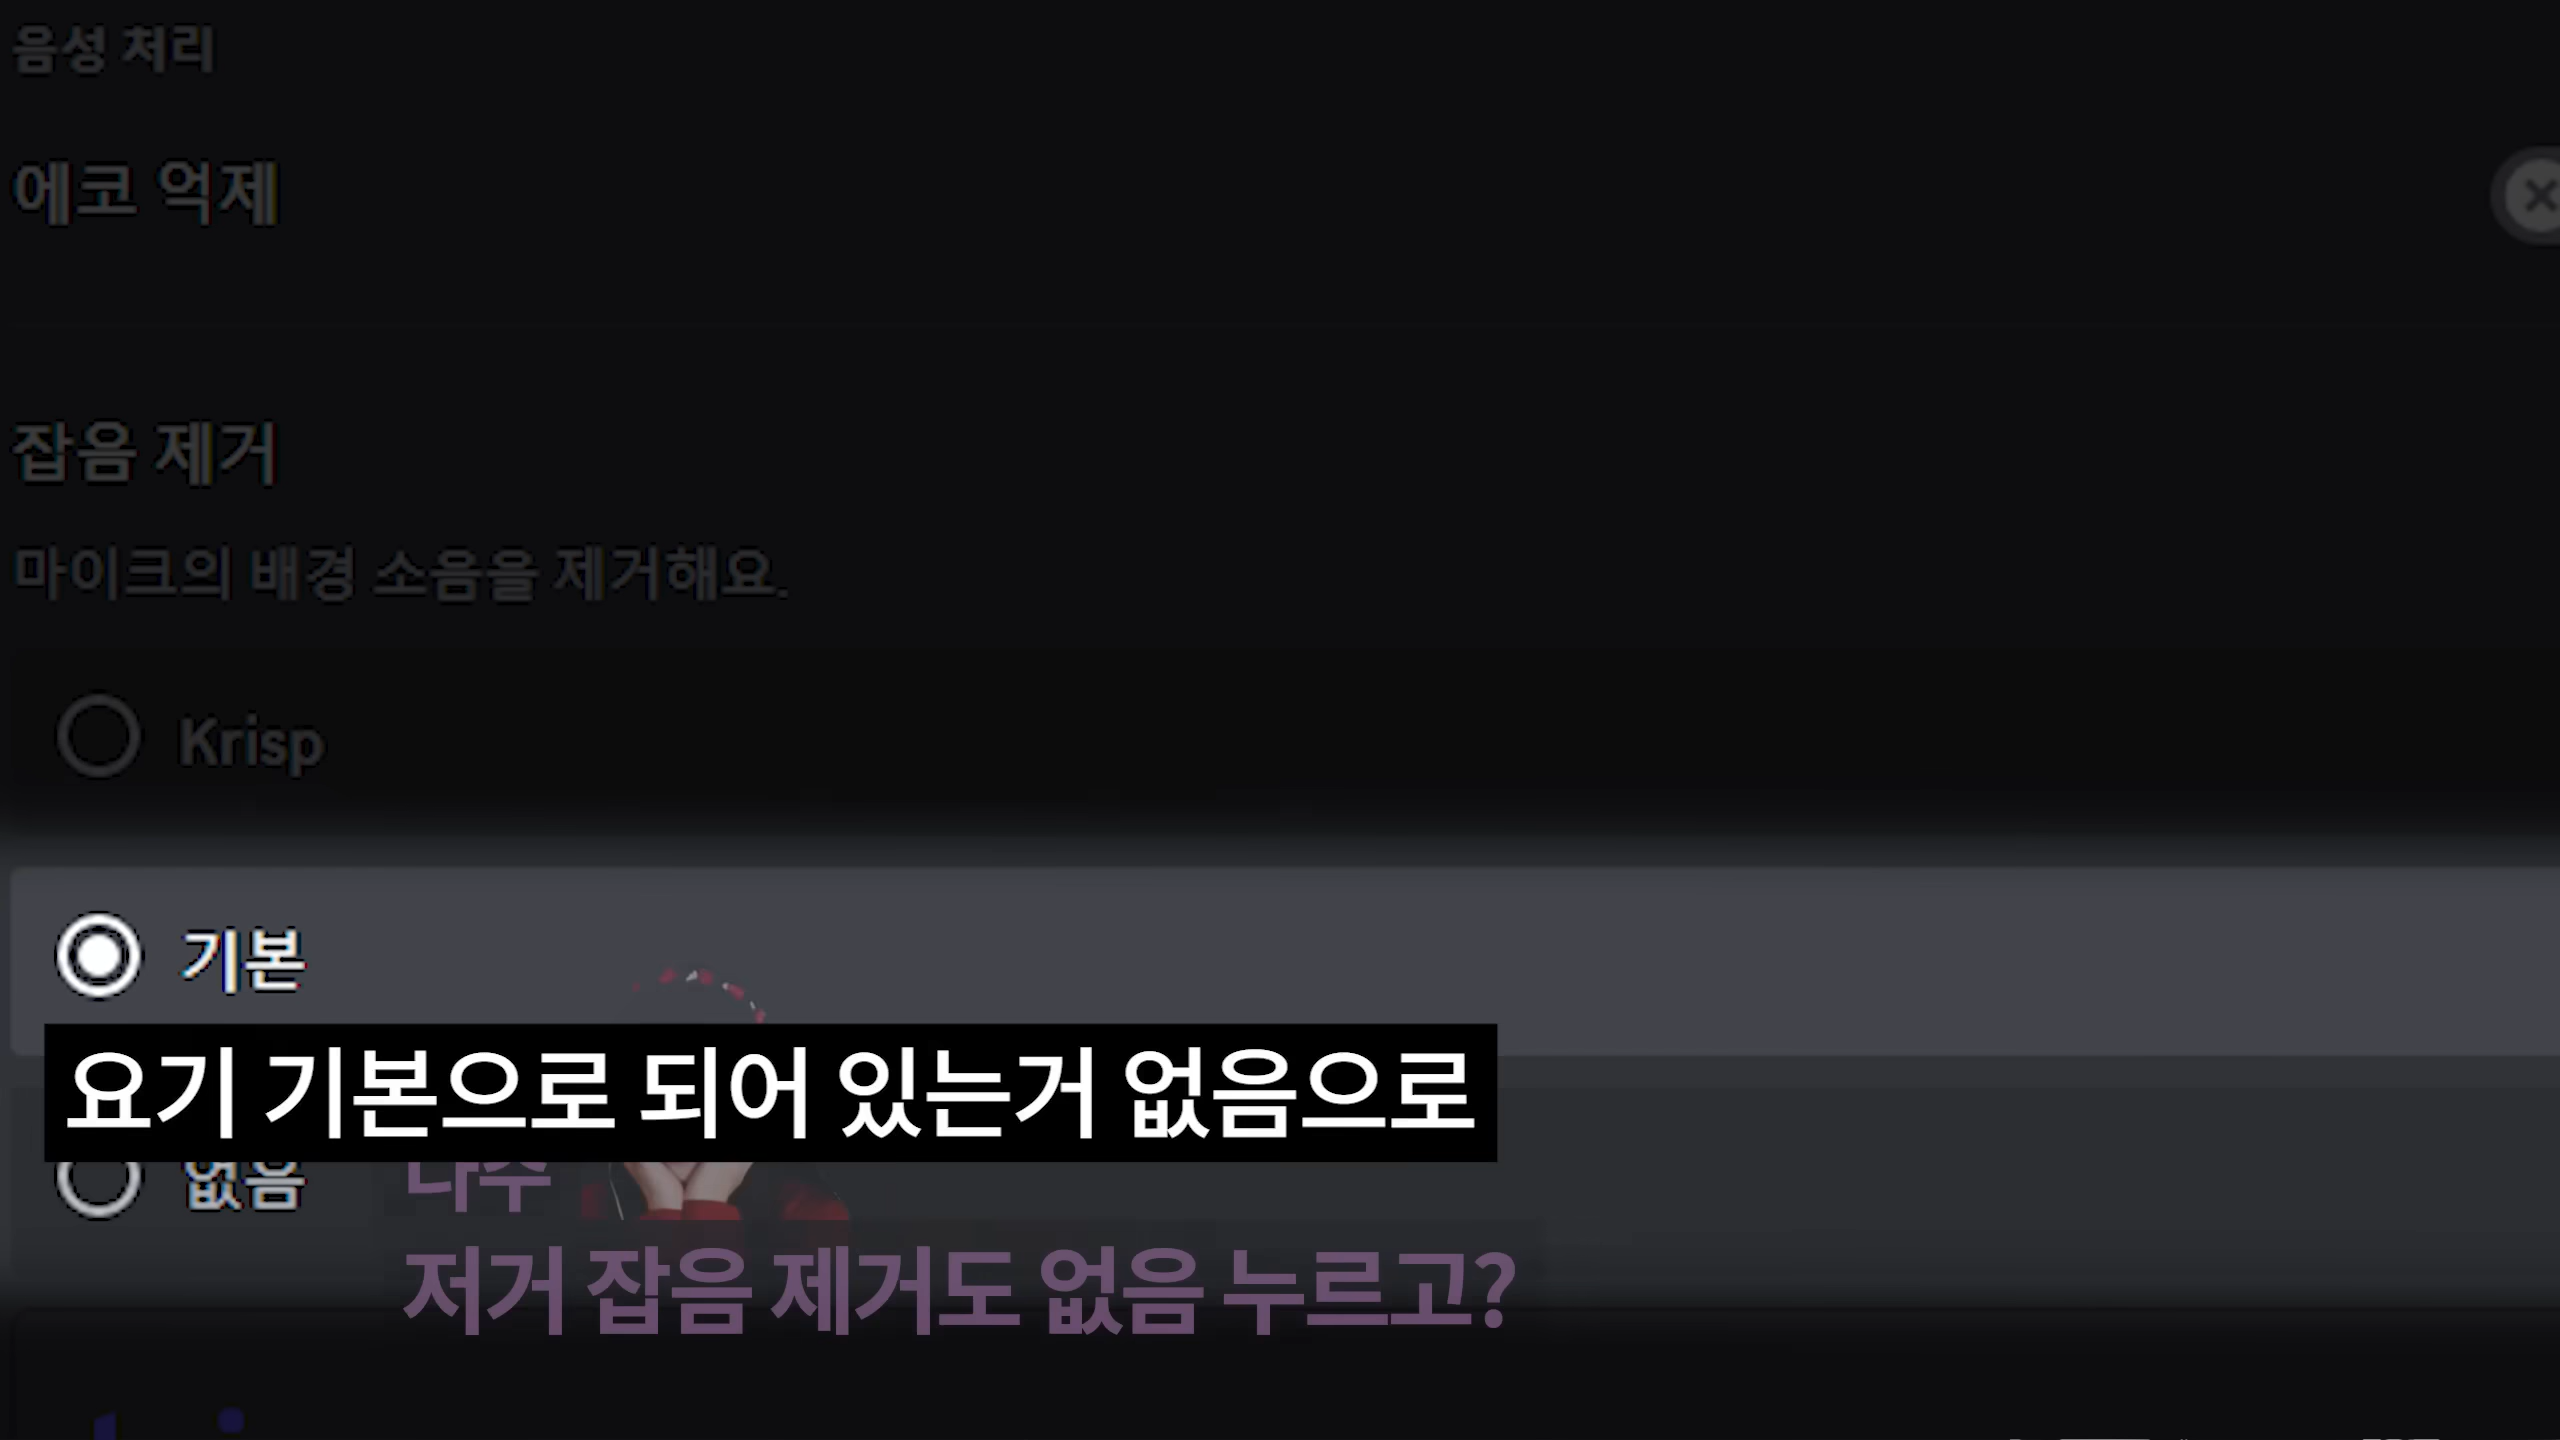 음성 처리
에코 억제
잡음 제거
마이크의 배경 소음을 제거해요.
Krisp
기본
요기 기본으로 되어 있는거 없음으로
없음
저거 잡음 제거도 없음 누르고?